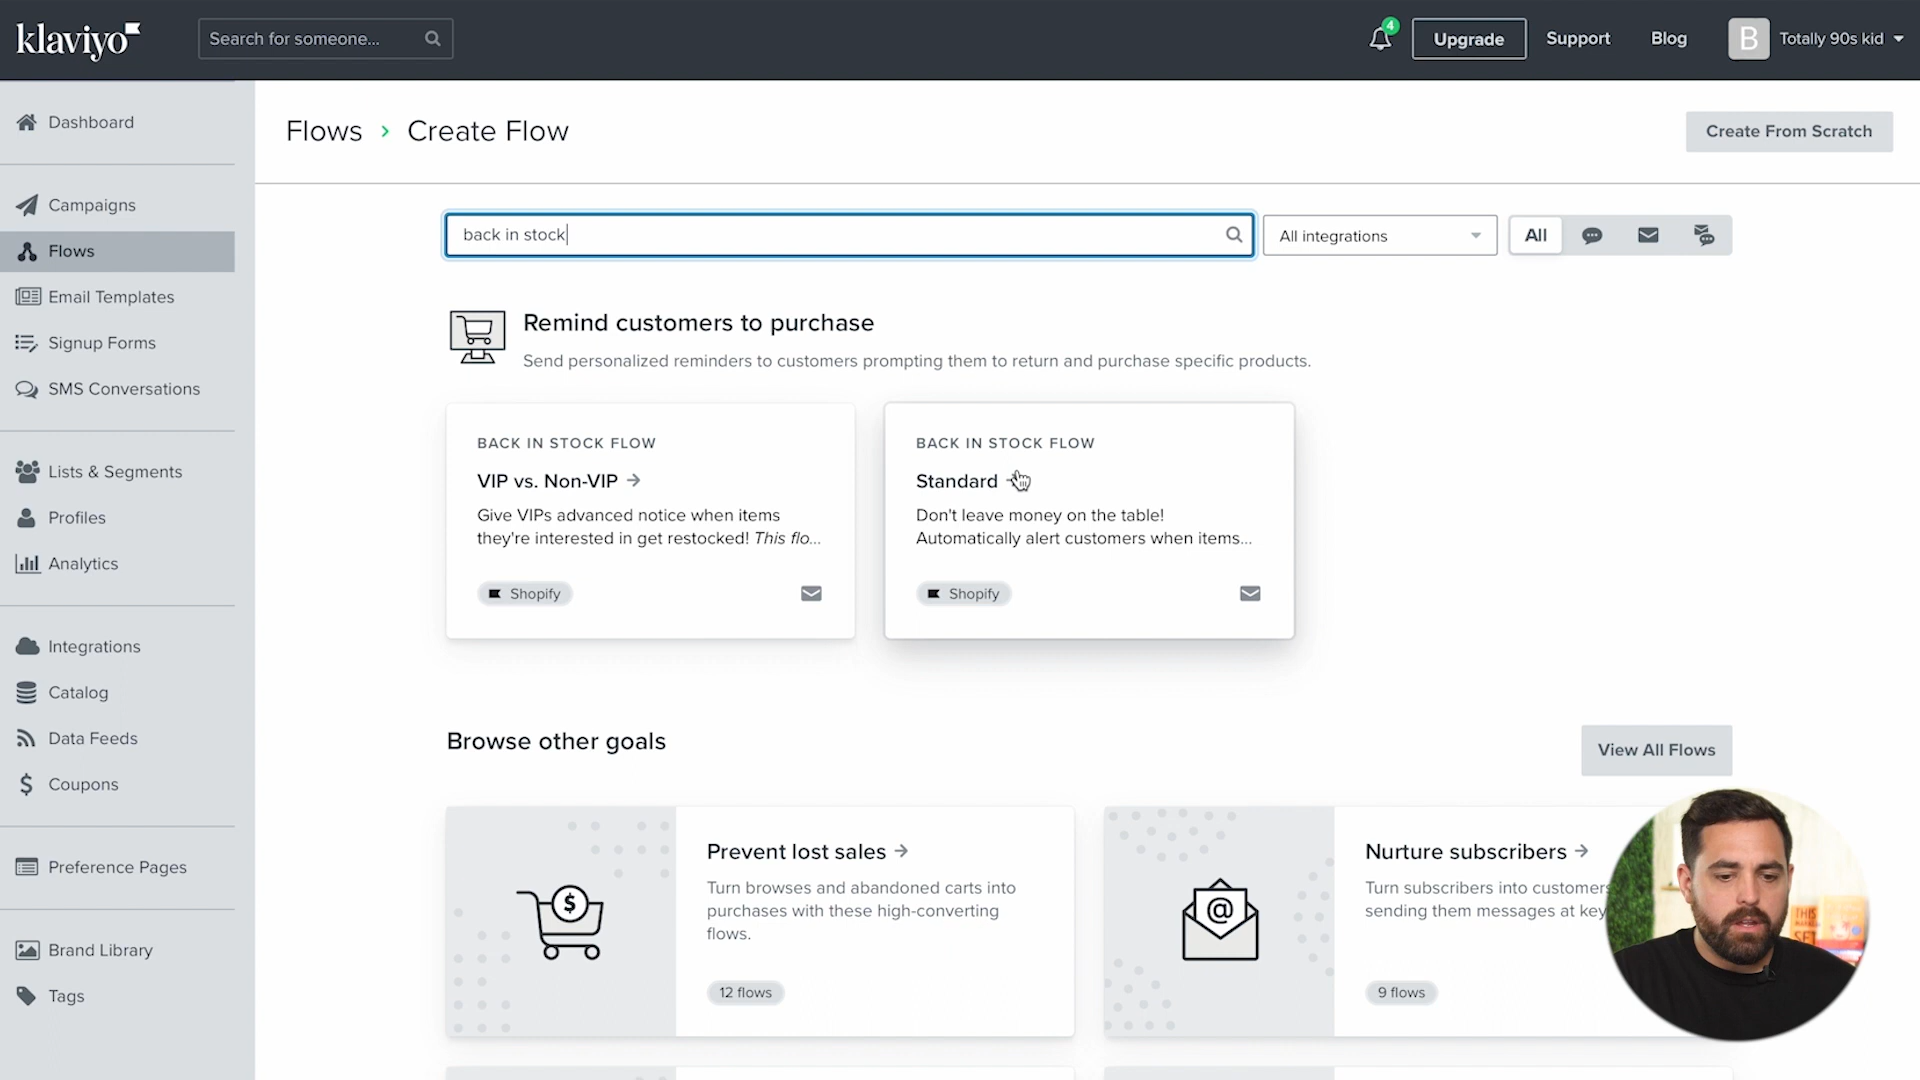 klaviyo
Search for someone...
4
Upgrade
Support
Blog
B
Totally 90s kid
Dashboard
Campaigns
Flows
Email Templates
Signup Forms
SMS Conversations
Lists & Segments
Profiles
Analytics
Integrations
Catalog
Data Feeds
Coupons
Preference Pages
Brand Library
Tags
Flows > Create Flow
Create From Scratch
back in stock
All integrations
All
Remind customers to purchase
Send personalized reminders to customers prompting them to return and purchase specific products.
BACK IN STOCK FLOW
VIP vs. Non-VIP →
Give VIPs advanced notice when items
they're interested in get restocked! This flo...
Shopify
BACK IN STOCK FLOW
Standard
Don't leave money on the table!
Automatically alert customers when items...
Shopify
Browse other goals
View All Flows
$
Prevent lost sales →
Turn browses and abandoned carts into
purchases with these high-converting
flows.
12 flows
@
Nurture subscribers →
Turn subscribers into customers
sending them messages at key
9 flows
THIS
SET